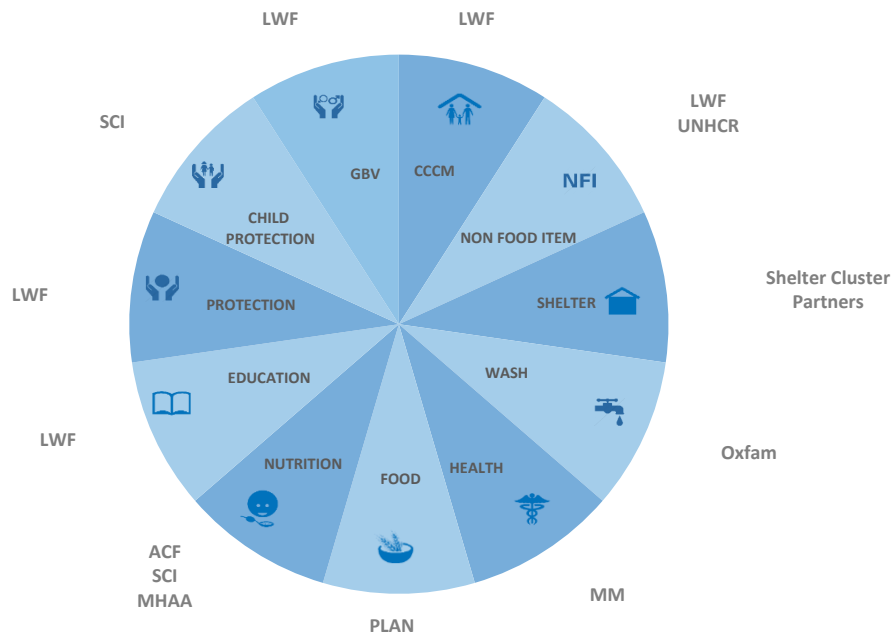 LWF
LWF
SCI
LWF
UNHCR
NFI
GBV
CCCM
CHILD
PROTECTION
NON FOOD ITEM
LWF
PROTECTION
SHELTER
Shelter Cluster
Partners
EDUCATION
WASH
LWF
Oxfam
NUTRITION
FOOD
HEALTH
ACF
SCI
MHAA
MM
PLAN